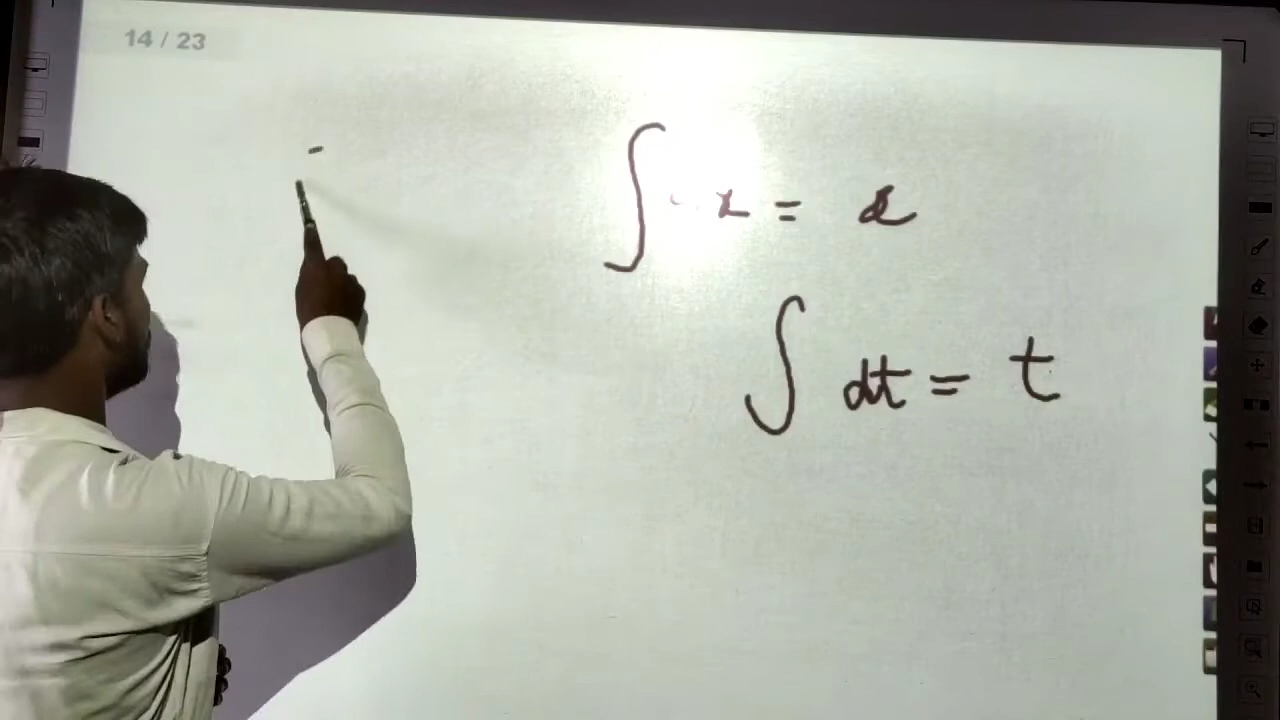 14 / 23
∫ x = x
∫ dt = t